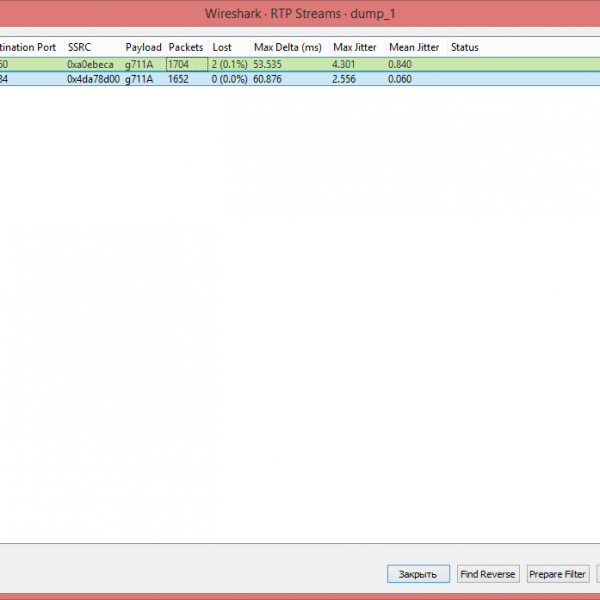 Wireshark · RTP Streams · dump_1
tination Port SSRC Payload Packets Lost Max Delta (ms) Max Jitter Mean Jitter Status
60 0xa0ebeca g711A 1704 2 (0.1%) 53.535 4.301 0.840
84 0x4da78d00 g711A 1652 0 (0.0%) 60.876 2.556 0.060
Закрыть Find Reverse Prepare Filter